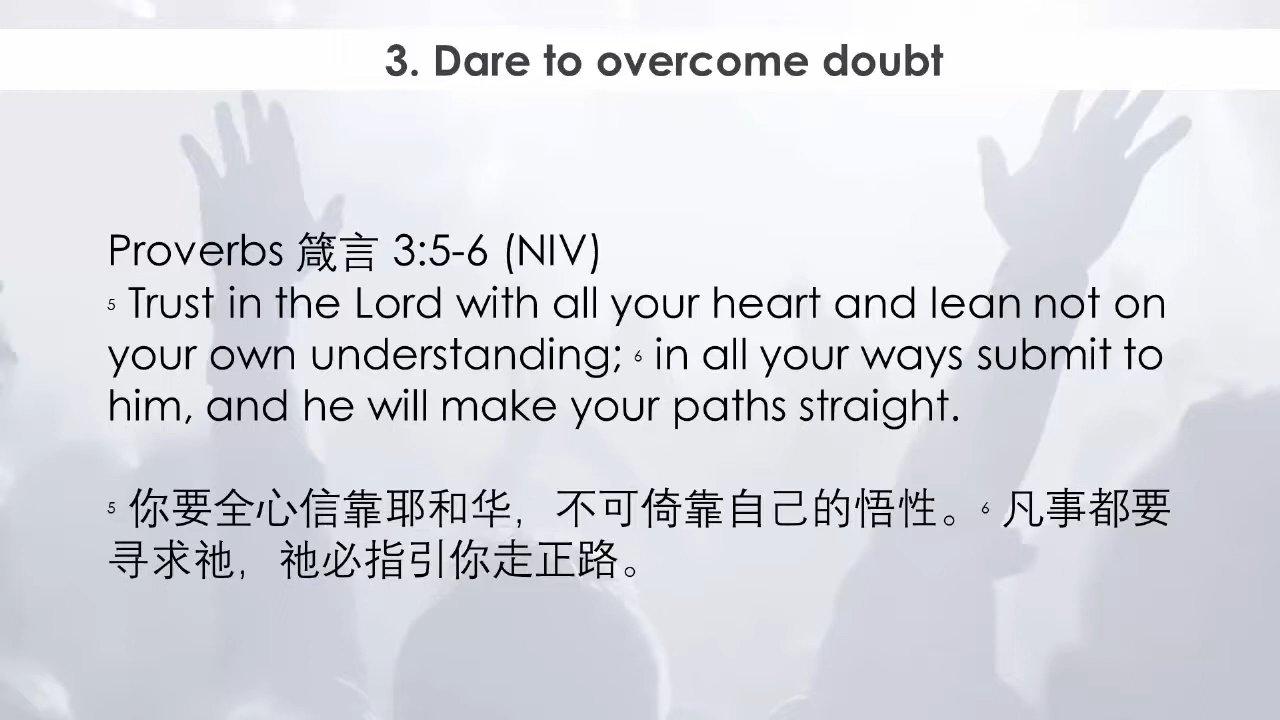 3. Dare to overcome doubt
Proverbs 箴言 3:5-6 (NIV)
5 Trust in the Lord with all your heart and lean not on
your own understanding; 6 in all your ways submit to
him, and he will make your paths straight.
5 你要全心信靠耶和华，不可倚靠自己的悟性。6 凡事都要
寻求祂，祂必指引你走正路。